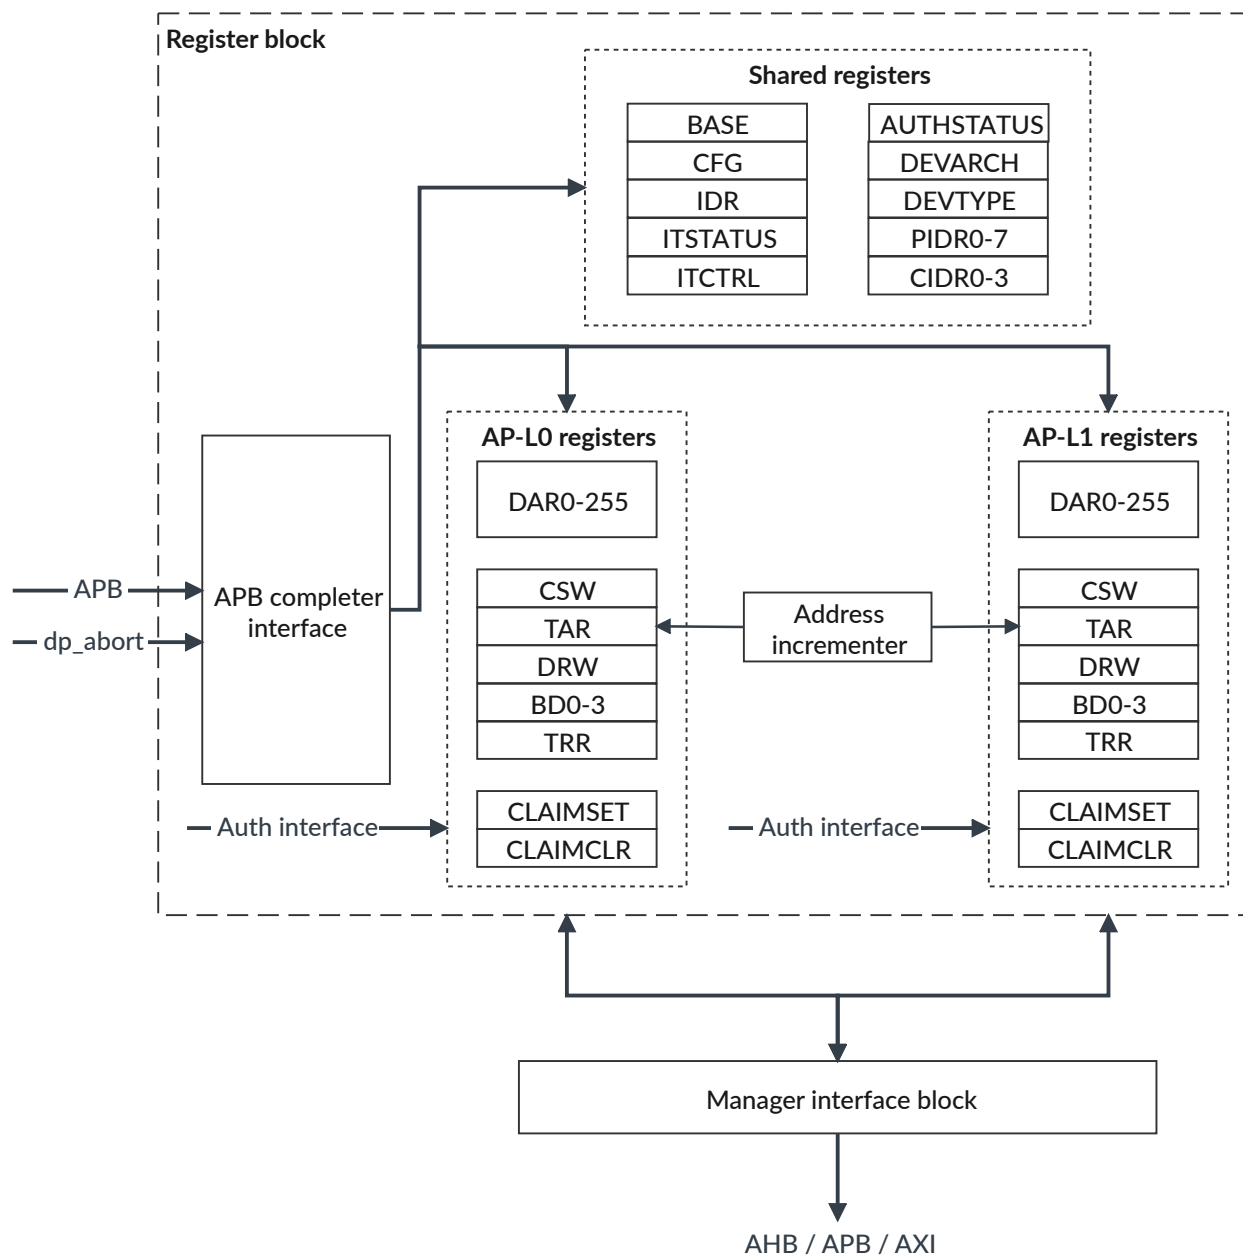 Register block
Shared registers
BASE
CFG
IDR
ITSTATUS
ITCTRL
AUTHSTATUS
DEVARCH
DEVTYPE
PIDR0-7
CIDR0-3
APB
dp_abort
APB completer
interface
AP-L0 registers
DAR0-255
CSW
TAR
DRW
BD0-3
TRR
Auth interface
CLAIMSET
CLAIMCLR
Address
incrementer
AP-L1 registers
DAR0-255
CSW
TAR
DRW
BD0-3
TRR
Auth interface
CLAIMSET
CLAIMCLR
Manager interface block
AHB / APB / AXI